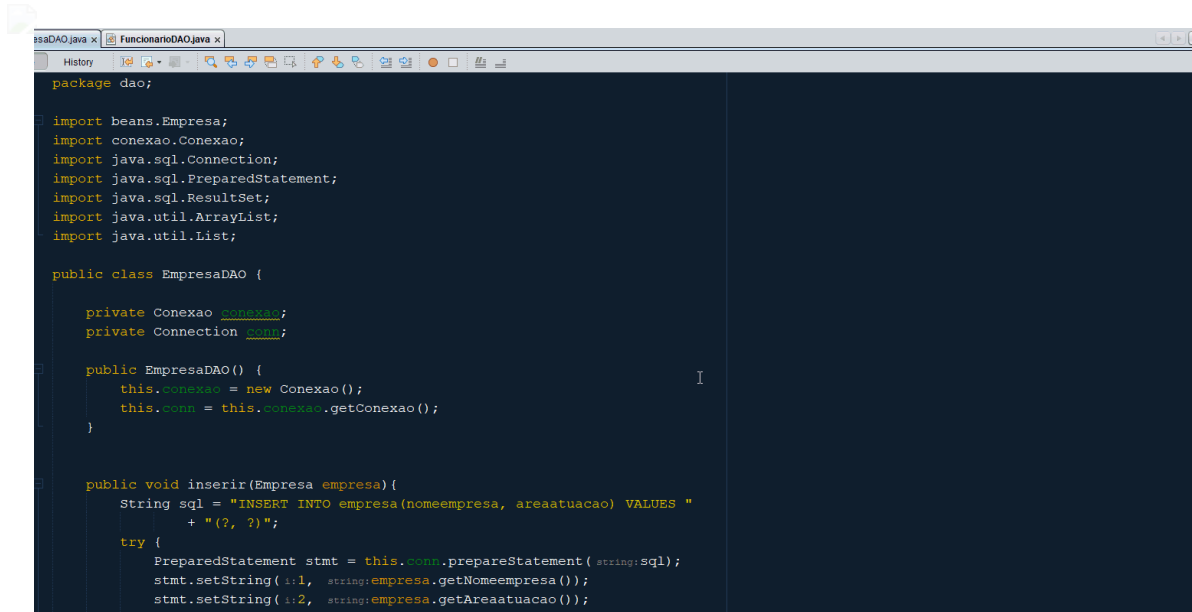 esaDAO.java x FuncionarioDAO.java x
History
package dao;
import beans.Empresa;
import conexao.Conexao;
import java.sql.Connection;
import java.sql.PreparedStatement;
import java.sql.ResultSet;
import java.util.ArrayList;
import java.util.List;
public class EmpresaDAO {
private Conexao conexao;
private Connection conn;
public EmpresaDAO() {
this.conexao = new Conexao();
this.conn = this.conexao.getConexao();
}
public void inserir(Empresa empresa){
String sql = "INSERT INTO empresa(nomeempresa, areaatuacao) VALUES "
+ "(?, ?)";
try {
PreparedStatement stmt = this.conn.prepareStatement( string:sql);
stmt.setString( i:1, string:empresa.getNomeempresa());
stmt.setString( i:2, string:empresa.getAreaatuacao());